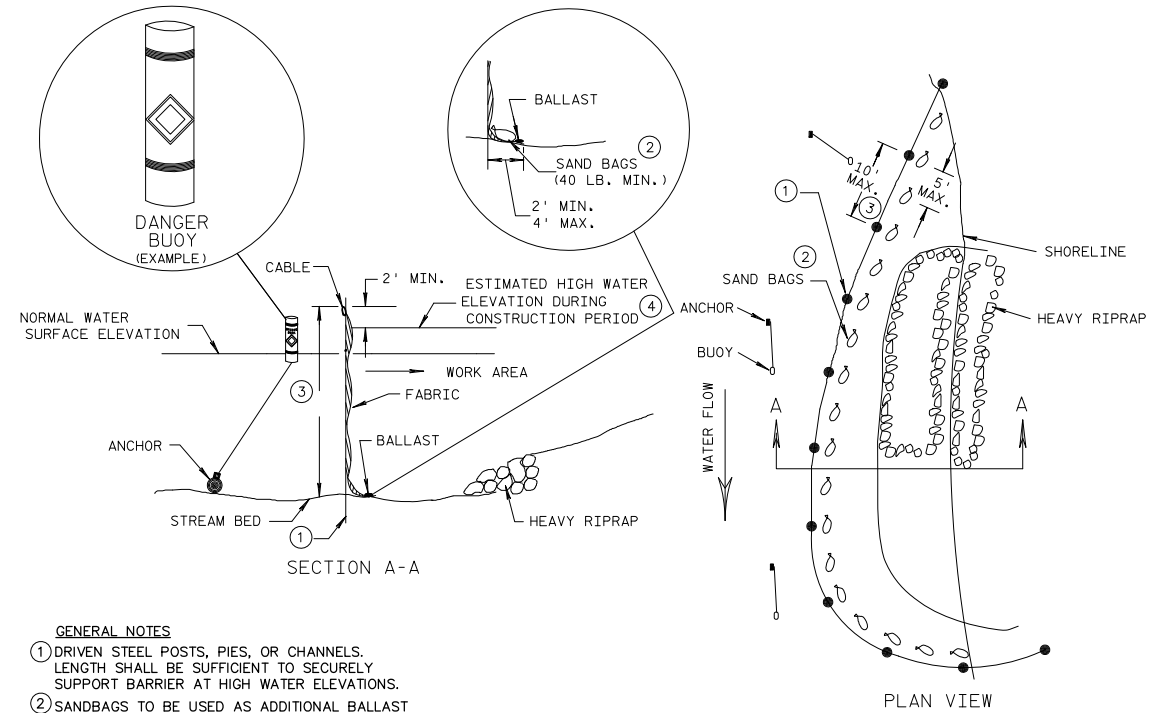 DANGER
BUOY
(EXAMPLE)
BALLAST
2
SAND BAGS
(40 LB. MIN.)
2' MIN.
4' MAX.
CABLE
2' MIN.
ESTIMATED HIGH WATER
ELEVATION DURING
CONSTRUCTION PERIOD
4
NORMAL WATER
SURFACE ELEVATION
3
WORK AREA
FABRIC
ANCHOR
BALLAST
STREAM BED
1
HEAVY RIPRAP
SECTION A-A
10'
MAX.
3
5'
MAX.
1
2
SHORELINE
SAND BAGS
ANCHOR
HEAVY RIPRAP
BUOY
A
A
WATER FLOW
PLAN VIEW
GENERAL NOTES
1 DRIVEN STEEL POSTS, PIES, OR CHANNELS.
LENGTH SHALL BE SUFFICIENT TO SECURELY
SUPPORT BARRIER AT HIGH WATER ELEVATIONS.
2 SANDBAGS TO BE USED AS ADDITIONAL BALLAST